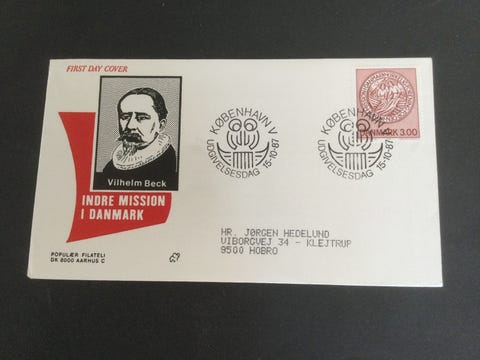 FIRST DAY COVER
Vilhelm Beck
INDRE MISSION
I DANMARK
POPULÆR FILATELI
DK 8000 AARHUS C
KØBENHAVN V
UDGIVELSESDAG 15-10-87
KØBENHAVN V
UDGIVELSESDAG 15-10-87
DANMARK 3.00
HR. JØRGEN HEDELUND
VIBORGVEJ 34 - KLEJTRUP
9500 HOBRO